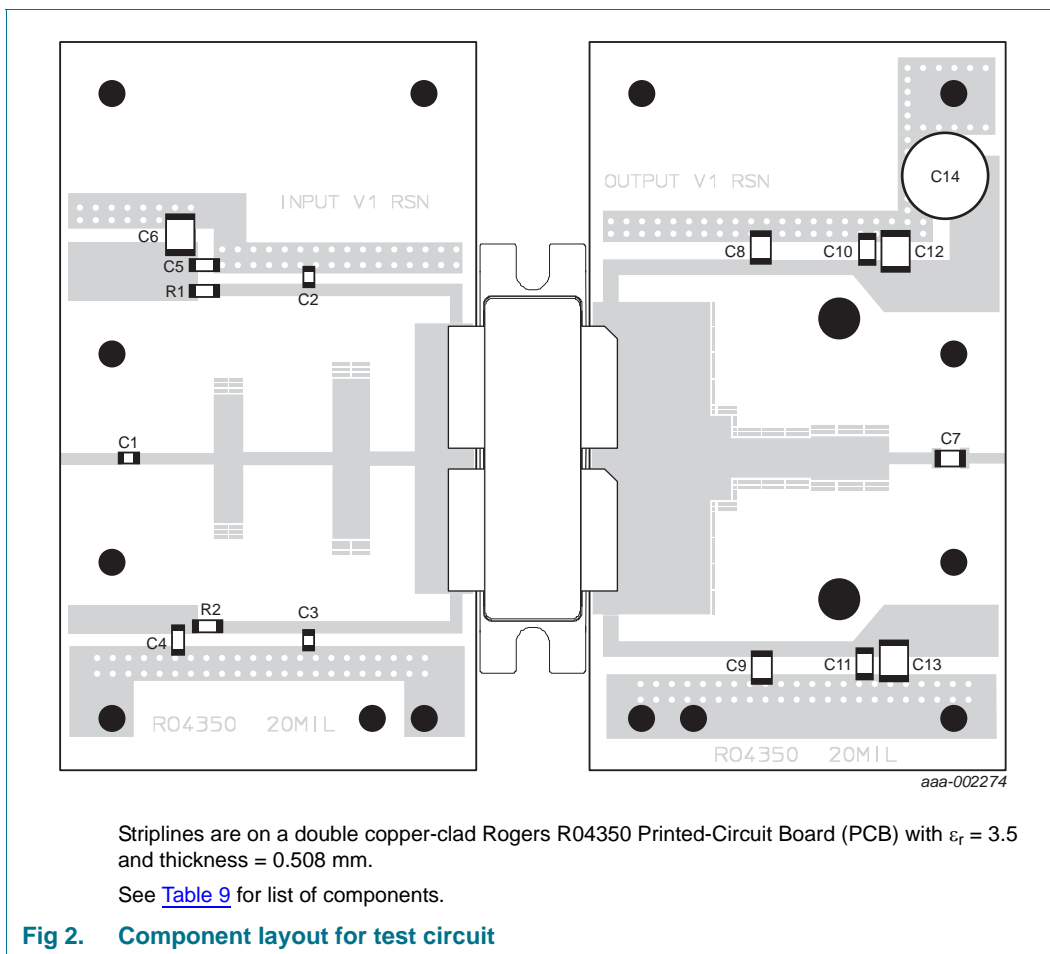 INPUT V1 RSN
C6
C5
R1
C2
C1
R2
C3
C4
RO4350 20MIL
OUTPUT V1 RSN
C14
C8
C10
C12
C7
C9
C11
C13
RO4350 20MIL
aaa-002274
Striplines are on a double copper-clad Rogers R04350 Printed-Circuit Board (PCB) with εr = 3.5
and thickness = 0.508 mm.
See Table 9 for list of components.
Fig 2. Component layout for test circuit